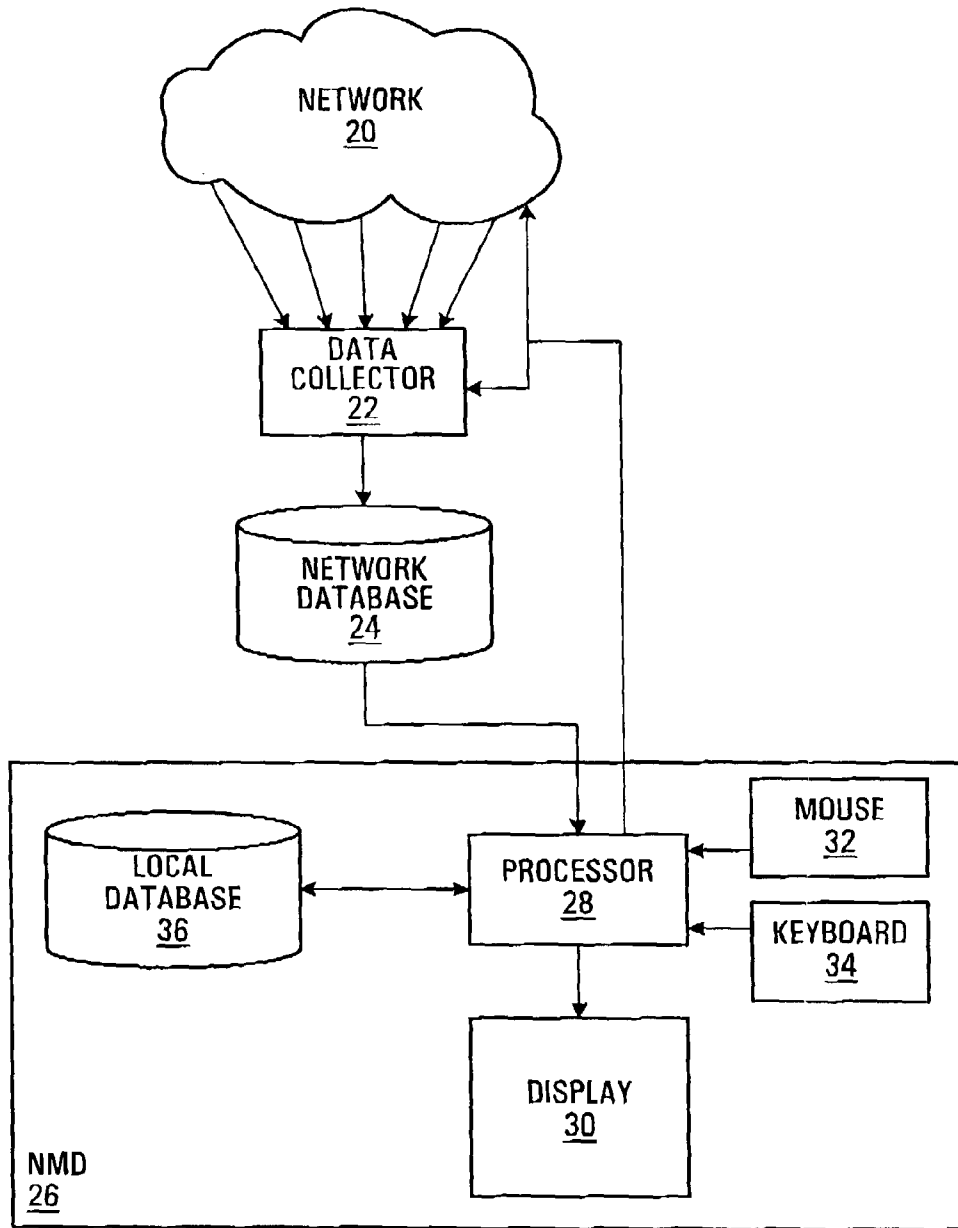 NETWORK
20
DATA
COLLECTOR
22
NETWORK
DATABASE
24
MOUSE
32
LOCAL
DATABASE
36
PROCESSOR
28
KEYBOARD
34
DISPLAY
30
NMD
26